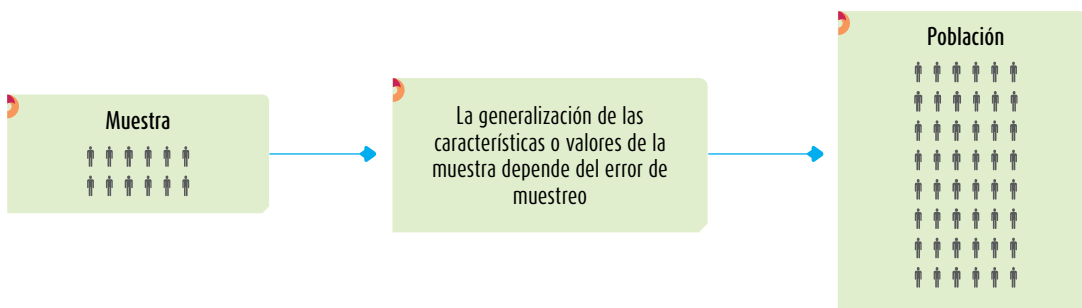 Muestra
La generalización de las
características o valores de la
muestra depende del error de
muestreo
Población